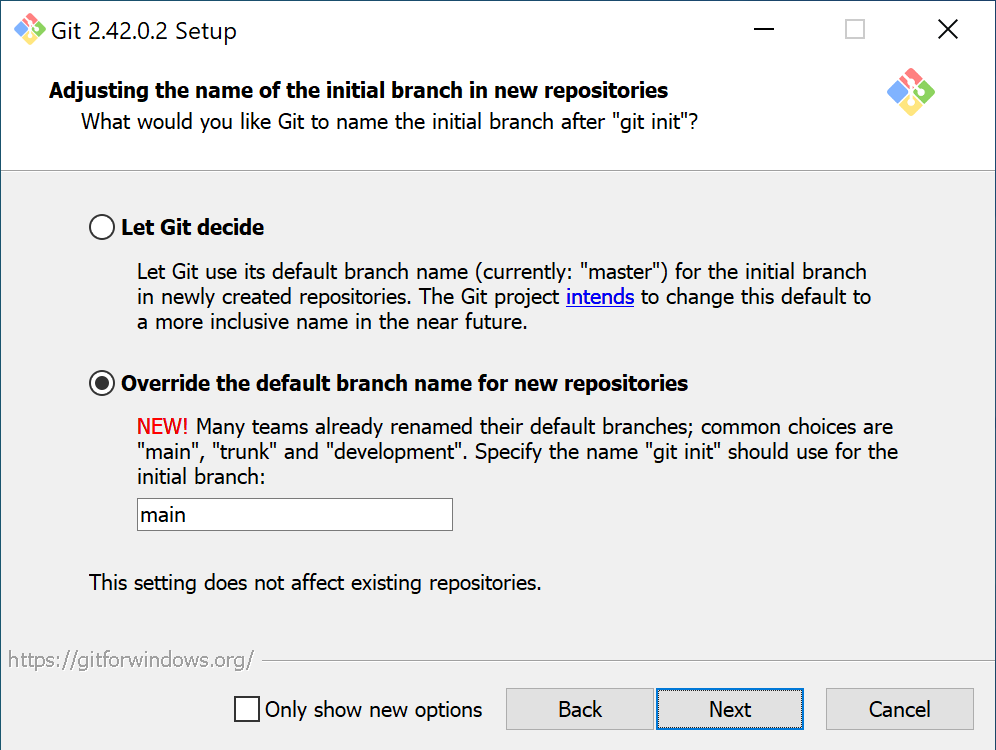 Git 2.42.0.2 Setup
Adjusting the name of the initial branch in new repositories
What would you like Git to name the initial branch after "git init"?
Let Git decide
Let Git use its default branch name (currently: "master") for the initial branch
in newly created repositories. The Git project intends to change this default to
a more inclusive name in the near future.
Override the default branch name for new repositories
NEW! Many teams already renamed their default branches; common choices are
"main", "trunk" and "development". Specify the name "git init" should use for the
initial branch:
main
This setting does not affect existing repositories.
https://gitforwindows.org/
Only show new options
Back
Next
Cancel